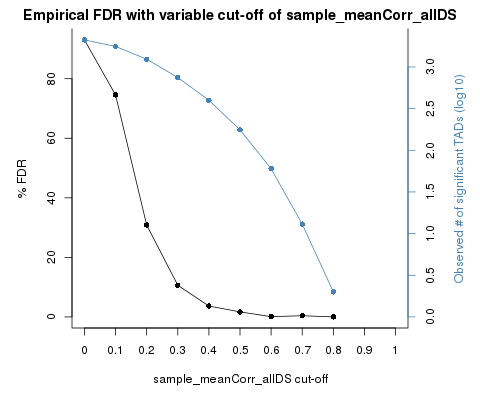 Empirical FDR with variable cut-off of sample_meanCorr_allDS
% FDR
80
60
40
20
0
3.0
2.5
2.0
1.5
1.0
0.5
0.0
Observed # of significant TADs (log10)
0 0.1 0.2 0.3 0.4 0.5 0.6 0.7 0.8 0.9 1
sample_meanCorr_allDS cut-off